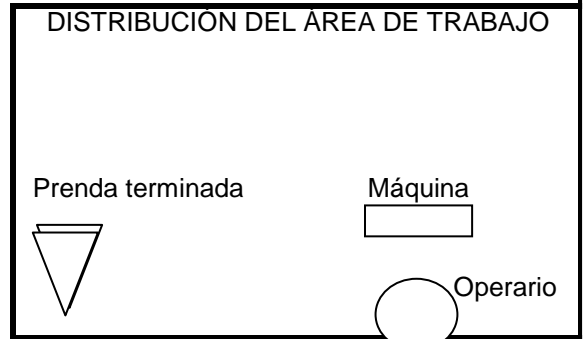 DISTRIBUCIÓN DEL ÁREA DE TRABAJO
Prenda terminada
Máquina
Operario